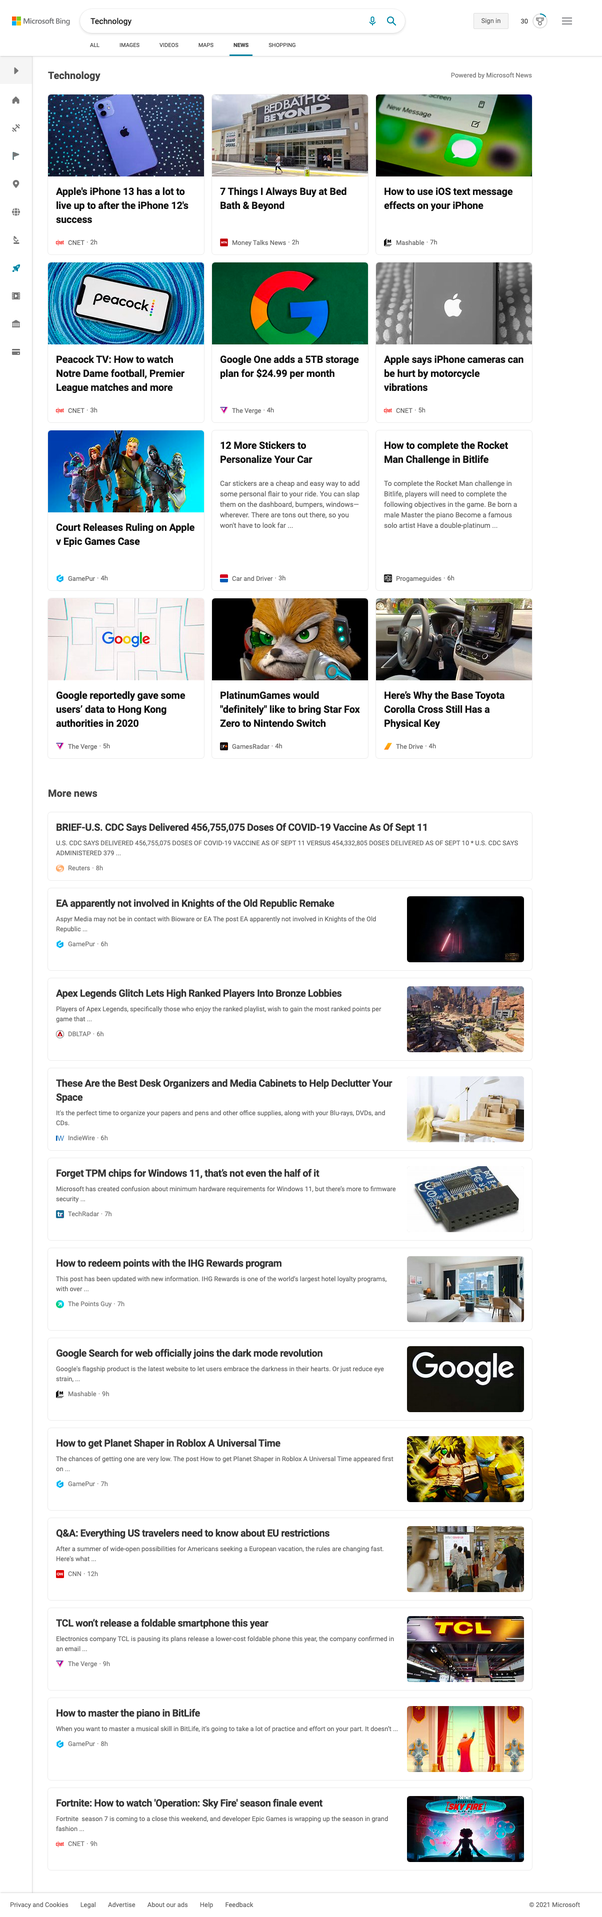 Microsoft Bing
Technology
Sign in
30
ALL
IMAGES
VIDEOS
MAPS
NEWS
SHOPPING
Technology
Powered by Microsoft News
BED BATH &
BEYOND
New Message
Apple's iPhone 13 has a lot to
live up to after the iPhone 12's
success
CNET · 2h
7 Things I Always Buy at Bed
Bath & Beyond
Money Talks News · 2h
How to use iOS text message
effects on your iPhone
Mashable · 7h
peacock
Peacock TV: How to watch
Notre Dame football, Premier
League matches and more
CNET · 3h
Google One adds a 5TB storage
plan for $24.99 per month
The Verge · 4h
Apple says iPhone cameras can
be hurt by motorcycle
vibrations
CNET · 5h
Court Releases Ruling on Apple
v Epic Games Case
GamePur · 4h
12 More Stickers to
Personalize Your Car
Car stickers are a cheap and easy way to add
some personal flair to your ride. You can slap
them on the dashboard, bumpers, windows—
wherever. There are tons out there, so you
won't have to look far ...
Car and Driver · 3h
How to complete the Rocket
Man Challenge in Bitlife
To complete the Rocket Man challenge in
Bitlife, players will need to complete the
following objectives in the game. Be born a
male Master the piano Become a famous
solo artist Have a double-platinum ...
Progameguides · 6h
Google
Google reportedly gave some
users' data to Hong Kong
authorities in 2020
The Verge · 5h
PlatinumGames would
"definitely" like to bring Star Fox
Zero to Nintendo Switch
GamesRadar · 4h
Here's Why the Base Toyota
Corolla Cross Still Has a
Physical Key
The Drive · 4h
More news
BRIEF-U.S. CDC Says Delivered 456,755,075 Doses Of COVID-19 Vaccine As Of Sept 11
U.S. CDC SAYS DELIVERED 456,755,075 DOSES OF COVID-19 VACCINE AS OF SEPT 11 VERSUS 454,332,805 DOSES DELIVERED AS OF SEPT 10 * U.S. CDC SAYS
ADMINISTERED 379 ...
Reuters · 8h
EA apparently not involved in Knights of the Old Republic Remake
Aspyr Media may not be in contact with Bioware or EA The post EA apparently not involved in Knights of the Old
Republic ...
GamePur · 6h
Apex Legends Glitch Lets High Ranked Players Into Bronze Lobbies
Players of Apex Legends, specifically those who enjoy the ranked playlist, wish to gain the most ranked points per
game that ...
DBLTAP · 6h
These Are the Best Desk Organizers and Media Cabinets to Help Declutter Your
Space
It's the perfect time to organize your papers and pens and other office supplies, along with your Blu-rays, DVDs, and
CDs.
IndieWire · 6h
Forget TPM chips for Windows 11, that's not even the half of it
Microsoft has created confusion about minimum hardware requirements for Windows 11, but there's more to firmware
security ...
TechRadar · 7h
How to redeem points with the IHG Rewards program
This post has been updated with new information. IHG Rewards is one of the world's largest hotel loyalty programs,
with over ...
The Points Guy · 7h
Google Search for web officially joins the dark mode revolution
Google's flagship product is the latest website to let users embrace the darkness in their hearts. Or just reduce eye
strain, ...
Mashable · 9h
Google
How to get Planet Shaper in Roblox A Universal Time
The chances of getting one are very low. The post How to get Planet Shaper in Roblox A Universal Time appeared first
on ...
GamePur · 7h
Q&A: Everything US travelers need to know about EU restrictions
After a summer of wide-open possibilities for Americans seeking a European vacation, the rules are changing fast.
Here's what ...
CNN · 12h
TCL won't release a foldable smartphone this year
Electronics company TCL is pausing its plans release a lower-cost foldable phone this year, the company confirmed in
an email ...
The Verge · 9h
TCL
How to master the piano in BitLife
When you want to master a musical skill in BitLife, it's going to take a lot of practice and effort on your part. It doesn't ...
GamePur · 8h
Fortnite: How to watch 'Operation: Sky Fire' season finale event
Fortnite season 7 is coming to a close this weekend, and developer Epic Games is wrapping up the season in grand
fashion ...
CNET · 9h
SKY FIRE
Privacy and Cookies
Legal
Advertise
About our ads
Help
Feedback
© 2021 Microsoft